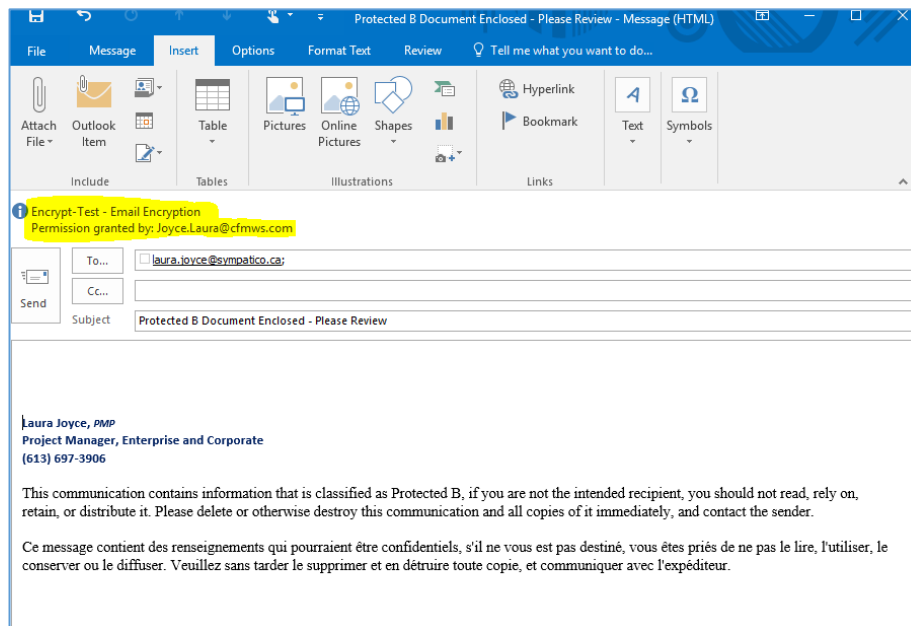 Protected B Document Enclosed - Please Review - Message (HTML)
File Message Insert Options Format Text Review Tell me what you want to do...
Attach File
Outlook Item
Table
Pictures
Online Pictures
Shapes
Hyperlink
Bookmark
A
Text
Ω
Symbols
Include Tables Illustrations Links
Encrypt-Test - Email Encryption
Permission granted by: Joyce.Laura@cfmws.com
Send
To... laura.joyce@sympatico.ca;
Cc...
Subject Protected B Document Enclosed - Please Review
Laura Joyce, PMP
Project Manager, Enterprise and Corporate
(613) 697-3906
This communication contains information that is classified as Protected B, if you are not the intended recipient, you should not read, rely on,
retain, or distribute it. Please delete or otherwise destroy this communication and all copies of it immediately, and contact the sender.
Ce message contient des renseignements qui pourraient être confidentiels, s'il ne vous est pas destiné, vous êtes priés de ne pas le lire, l'utiliser, le
conserver ou le diffuser. Veuillez sans tarder le supprimer et en détruire toute copie, et communiquer avec l'expéditeur.